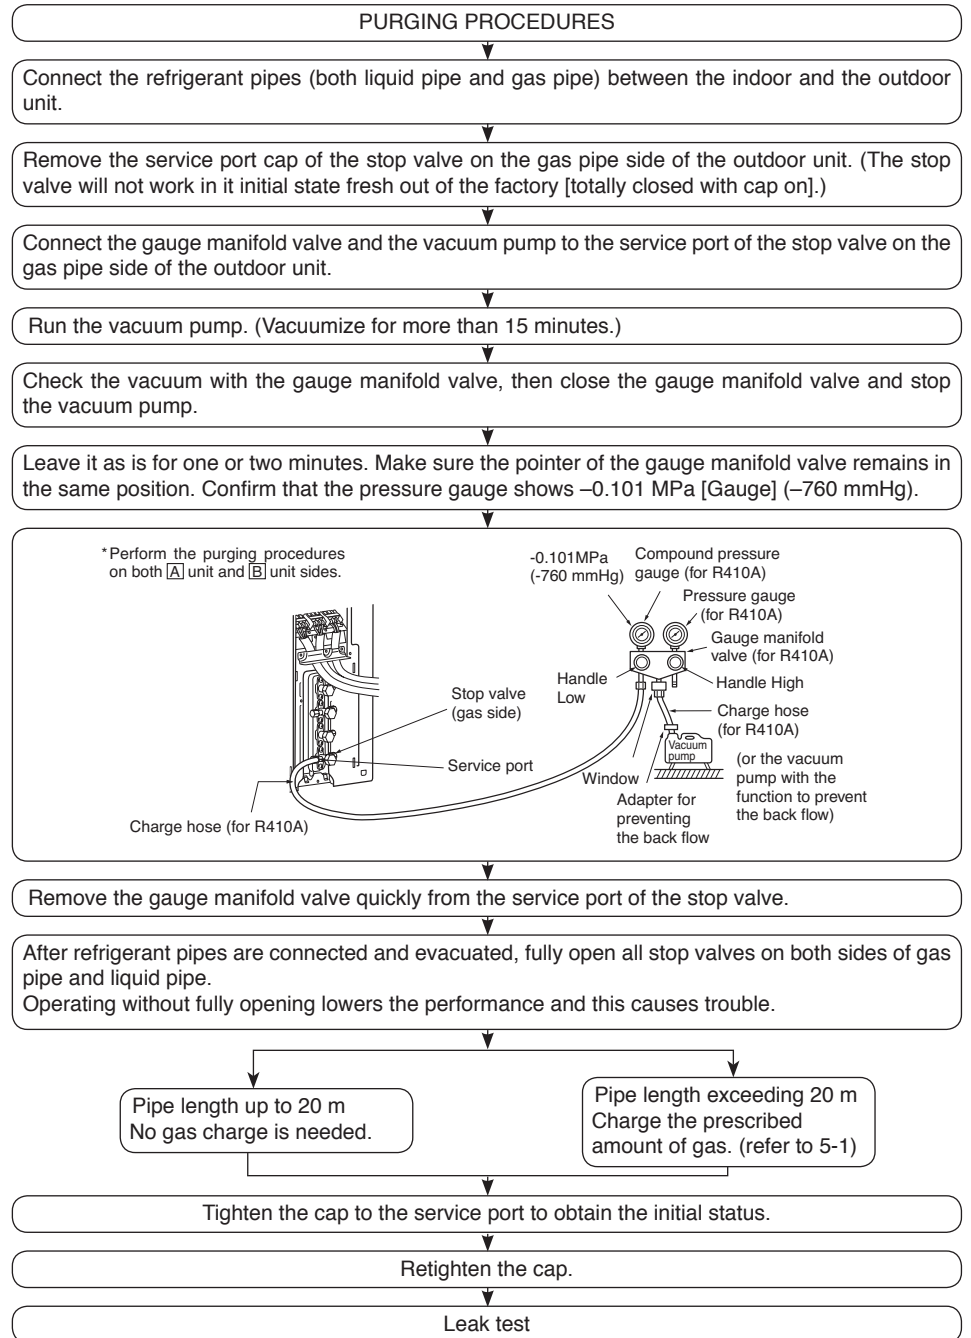 PURGING PROCEDURES
Connect the refrigerant pipes (both liquid pipe and gas pipe) between the indoor and the outdoor
unit.
Remove the service port cap of the stop valve on the gas pipe side of the outdoor unit. (The stop
valve will not work in it initial state fresh out of the factory [totally closed with cap on].)
Connect the gauge manifold valve and the vacuum pump to the service port of the stop valve on the
gas pipe side of the outdoor unit.
Run the vacuum pump. (Vacuumize for more than 15 minutes.)
Check the vacuum with the gauge manifold valve, then close the gauge manifold valve and stop
the vacuum pump.
Leave it as is for one or two minutes. Make sure the pointer of the gauge manifold valve remains in
the same position. Confirm that the pressure gauge shows –0.101 MPa [Gauge] (–760 mmHg).
*Perform the purging procedures
on both A unit and B unit sides.
-0.101MPa
(-760 mmHg)
Compound pressure
gauge (for R410A)
Pressure gauge
(for R410A)
Gauge manifold
valve (for R410A)
Handle
Low
Handle High
Stop valve
(gas side)
Charge hose
(for R410A)
Service port
Vacuum
pump
Window
(or the vacuum
pump with the
function to prevent
the back flow)
Adapter for
preventing
the back flow
Charge hose (for R410A)
Remove the gauge manifold valve quickly from the service port of the stop valve.
After refrigerant pipes are connected and evacuated, fully open all stop valves on both sides of gas
pipe and liquid pipe.
Operating without fully opening lowers the performance and this causes trouble.
Pipe length up to 20 m
No gas charge is needed.
Pipe length exceeding 20 m
Charge the prescribed
amount of gas. (refer to 5-1)
Tighten the cap to the service port to obtain the initial status.
Retighten the cap.
Leak test